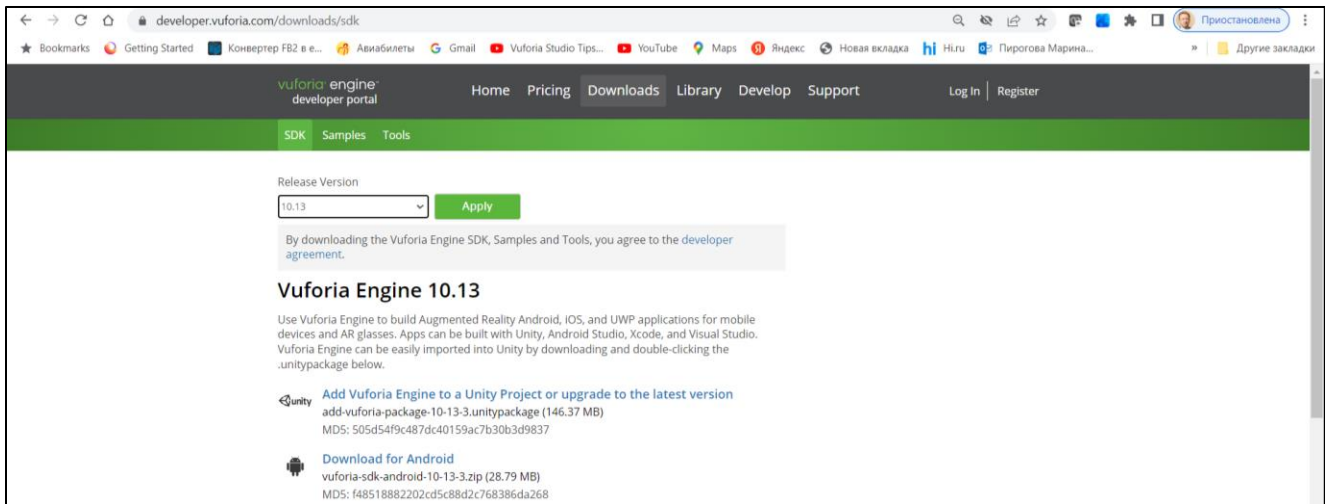 developer.vuforia.com/downloads/sdk
Приостановлена
Bookmarks Getting Started Конвертер FB2 в е... Авиабилеты Gmail Vuforia Studio Tips... YouTube Maps Яндекс Новая вкладка hi Hi.ru Пирогова Марина... » Другие закладки
vuforia engine™
developer portal
Home Pricing Downloads Library Develop Support Log In | Register
SDK Samples Tools
Release Version
10.13 Apply
By downloading the Vuforia Engine SDK, Samples and Tools, you agree to the developer
agreement.
Vuforia Engine 10.13
Use Vuforia Engine to build Augmented Reality Android, iOS, and UWP applications for mobile
devices and AR glasses. Apps can be built with Unity, Android Studio, Xcode, and Visual Studio.
Vuforia Engine can be easily imported into Unity by downloading and double-clicking the
.unitypackage below.
unity Add Vuforia Engine to a Unity Project or upgrade to the latest version
add-vuforia-package-10-13-3.unitypackage (146.37 MB)
MD5: 505d54f9c487dc40159ac7b30b3d9837
Download for Android
vuforia-sdk-android-10-13-3.zip (28.79 MB)
MD5: f48518882202cd5c88d2c768386da268